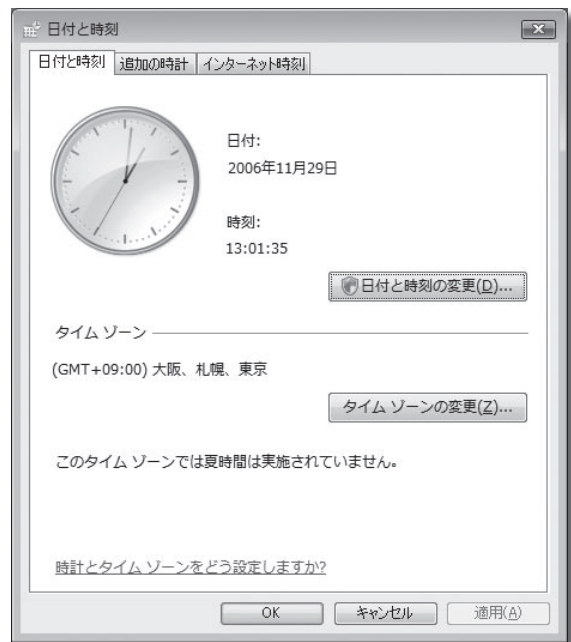 日付と時刻
日付と時刻 追加の時計 インターネット時刻
日付:
2006年11月29日
時刻:
13:01:35
日付と時刻の変更(D)...
タイム ゾーン
(GMT+09:00) 大阪、札幌、東京
タイム ゾーンの変更(Z)...
このタイム ゾーンでは夏時間は実施されていません。
時計とタイム ゾーンをどう設定しますか?
OK キャンセル 適用(A)